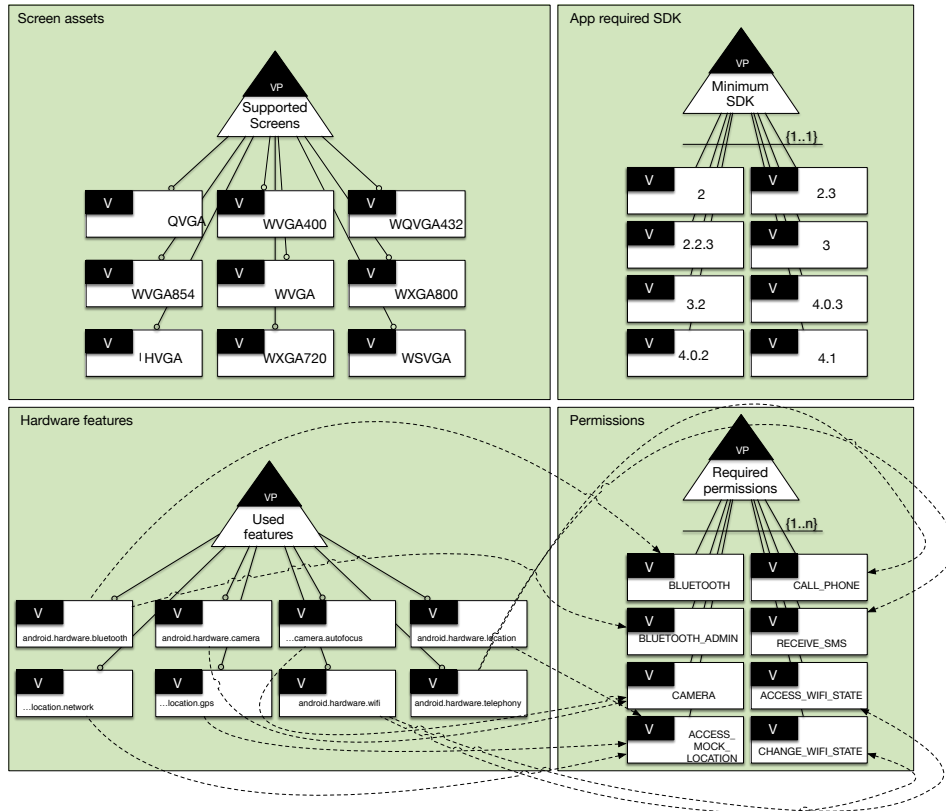 Screen assets
VP
Supported
Screens
V
QVGA
V
WVGA400
V
WQVGA432
V
WVGA854
V
WVGA
V
WXGA800
V
HVGA
V
WXGA720
V
WSVGA
App required SDK
VP
Minimum
SDK
{1..1}
V
2
V
2.3
V
2.2.3
V
3
V
3.2
V
4.0.3
V
4.0.2
V
4.1
Hardware features
VP
Used
features
V
android.hardware.bluetooth
V
android.hardware.camera
V
...camera.autofocus
V
android.hardware.location
V
...location.network
V
...location.gps
V
android.hardware.wifi
V
android.hardware.telephony
Permissions
VP
Required
permissions
{1..n}
V
BLUETOOTH
V
CALL_PHONE
V
BLUETOOTH_ADMIN
V
RECEIVE_SMS
V
CAMERA
V
ACCESS_WIFI_STATE
V
ACCESS_
MOCK_
LOCATION
V
CHANGE_WIFI_STATE